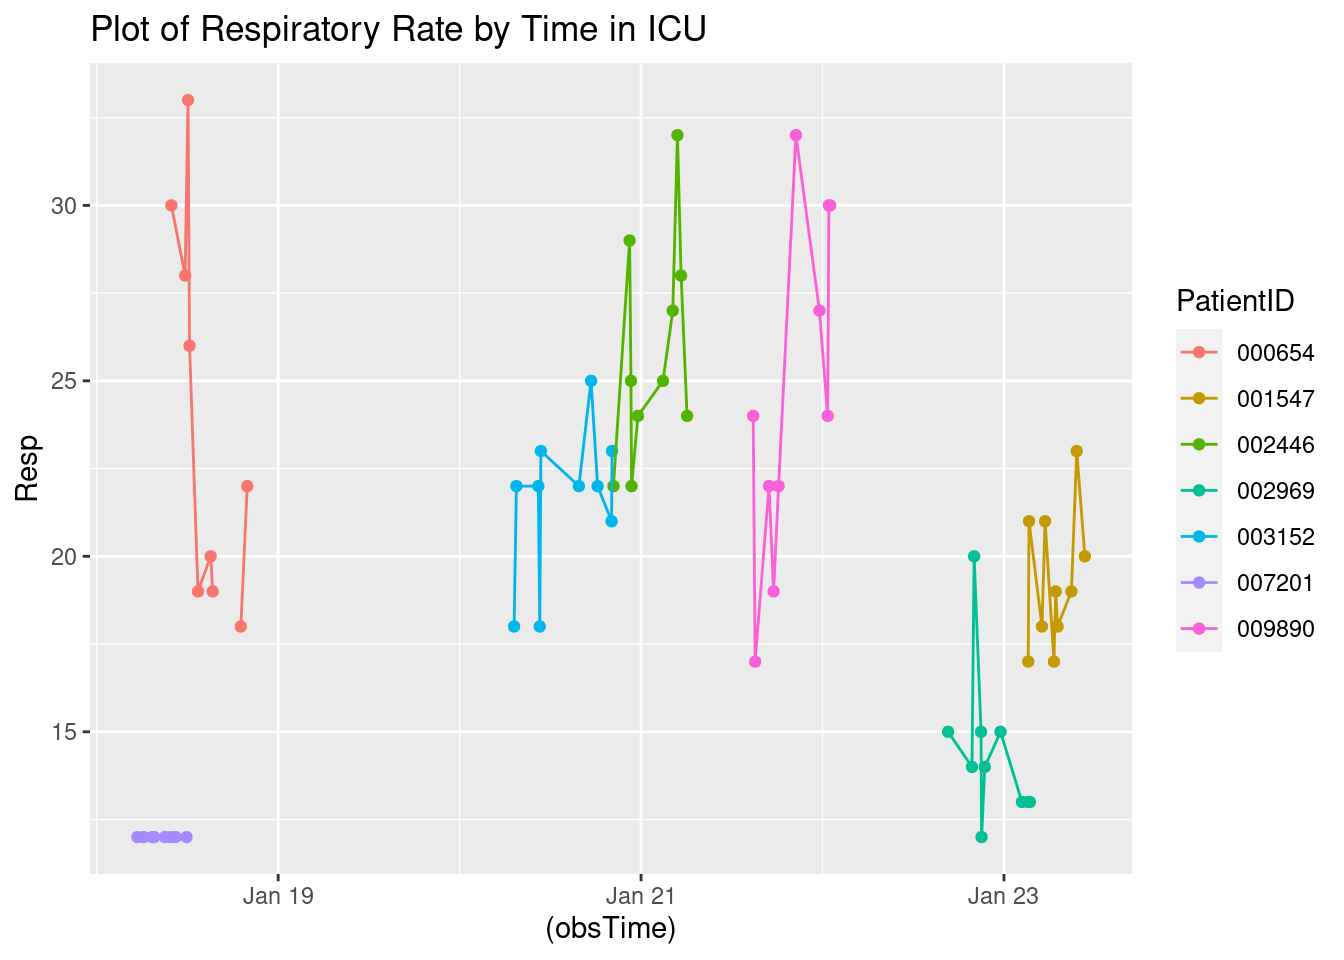 Plot of Respiratory Rate by Time in ICU
Resp
30
25
20
15
Jan 19
Jan 21
Jan 23
(obsTime)
PatientID
000654
001547
002446
002969
003152
007201
009890